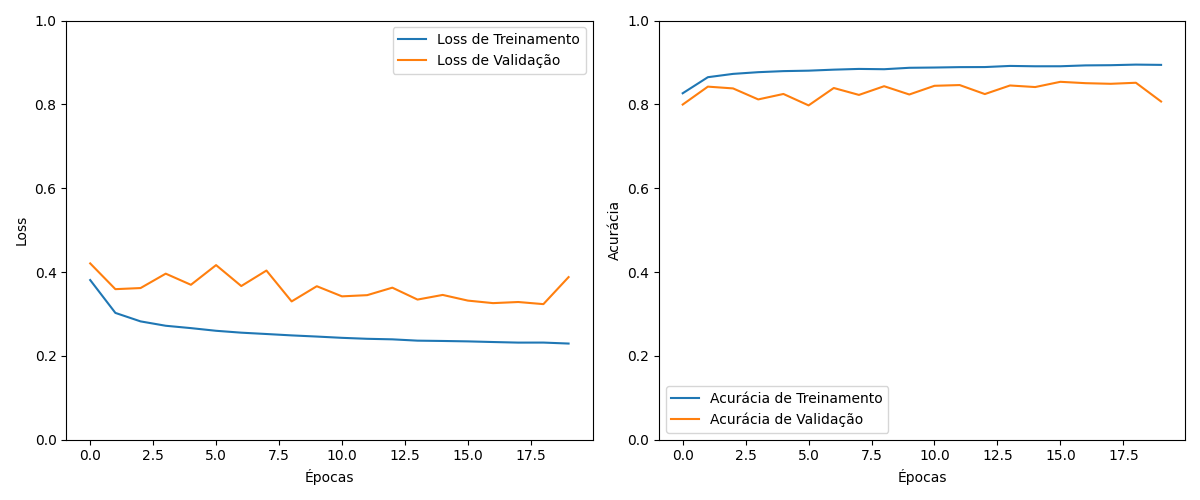 Loss de Treinamento
Loss de Validação
1.0
0.8
0.6
0.4
0.2
0.0
Loss
0.0 2.5 5.0 7.5 10.0 12.5 15.0 17.5
Épocas
1.0
0.8
0.6
0.4
0.2
0.0
Acurácia
Acurácia de Treinamento
Acurácia de Validação
0.0 2.5 5.0 7.5 10.0 12.5 15.0 17.5
Épocas